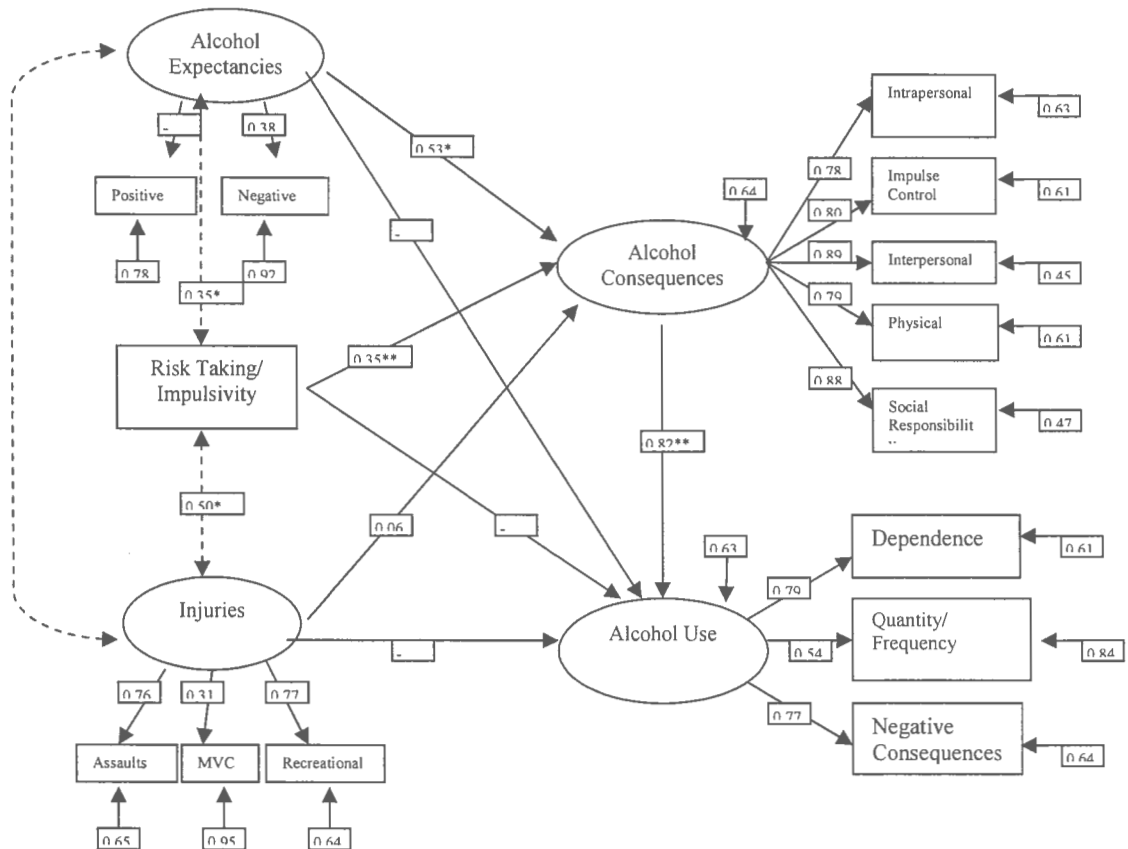 Alcohol
Expectancies
-
0.38
Positive
Negative
0.78
0.92
0.35*
0.53*
-
Risk Taking/
Impulsivity
0.35**
0.50*
0.06
-
Injuries
-
0.76
0.31
0.77
Assaults
MVC
Recreational
0.65
0.95
0.64
0.64
Alcohol
Consequences
0.78
0.80
0.89
0.79
0.88
Intrapersonal
0.63
Impulse
Control
0.61
Interpersonal
0.45
Physical
0.61
Social
Responsibilit
0.47
0.82**
0.63
Alcohol Use
0.79
0.54
0.77
Dependence
0.61
Quantity/
Frequency
0.84
Negative
Consequences
0.64